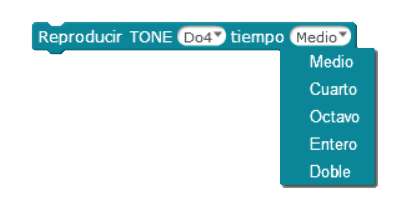 Reproducir TONE Do4 tiempo Medio
Medio
Cuarto
Octavo
Entero
Doble